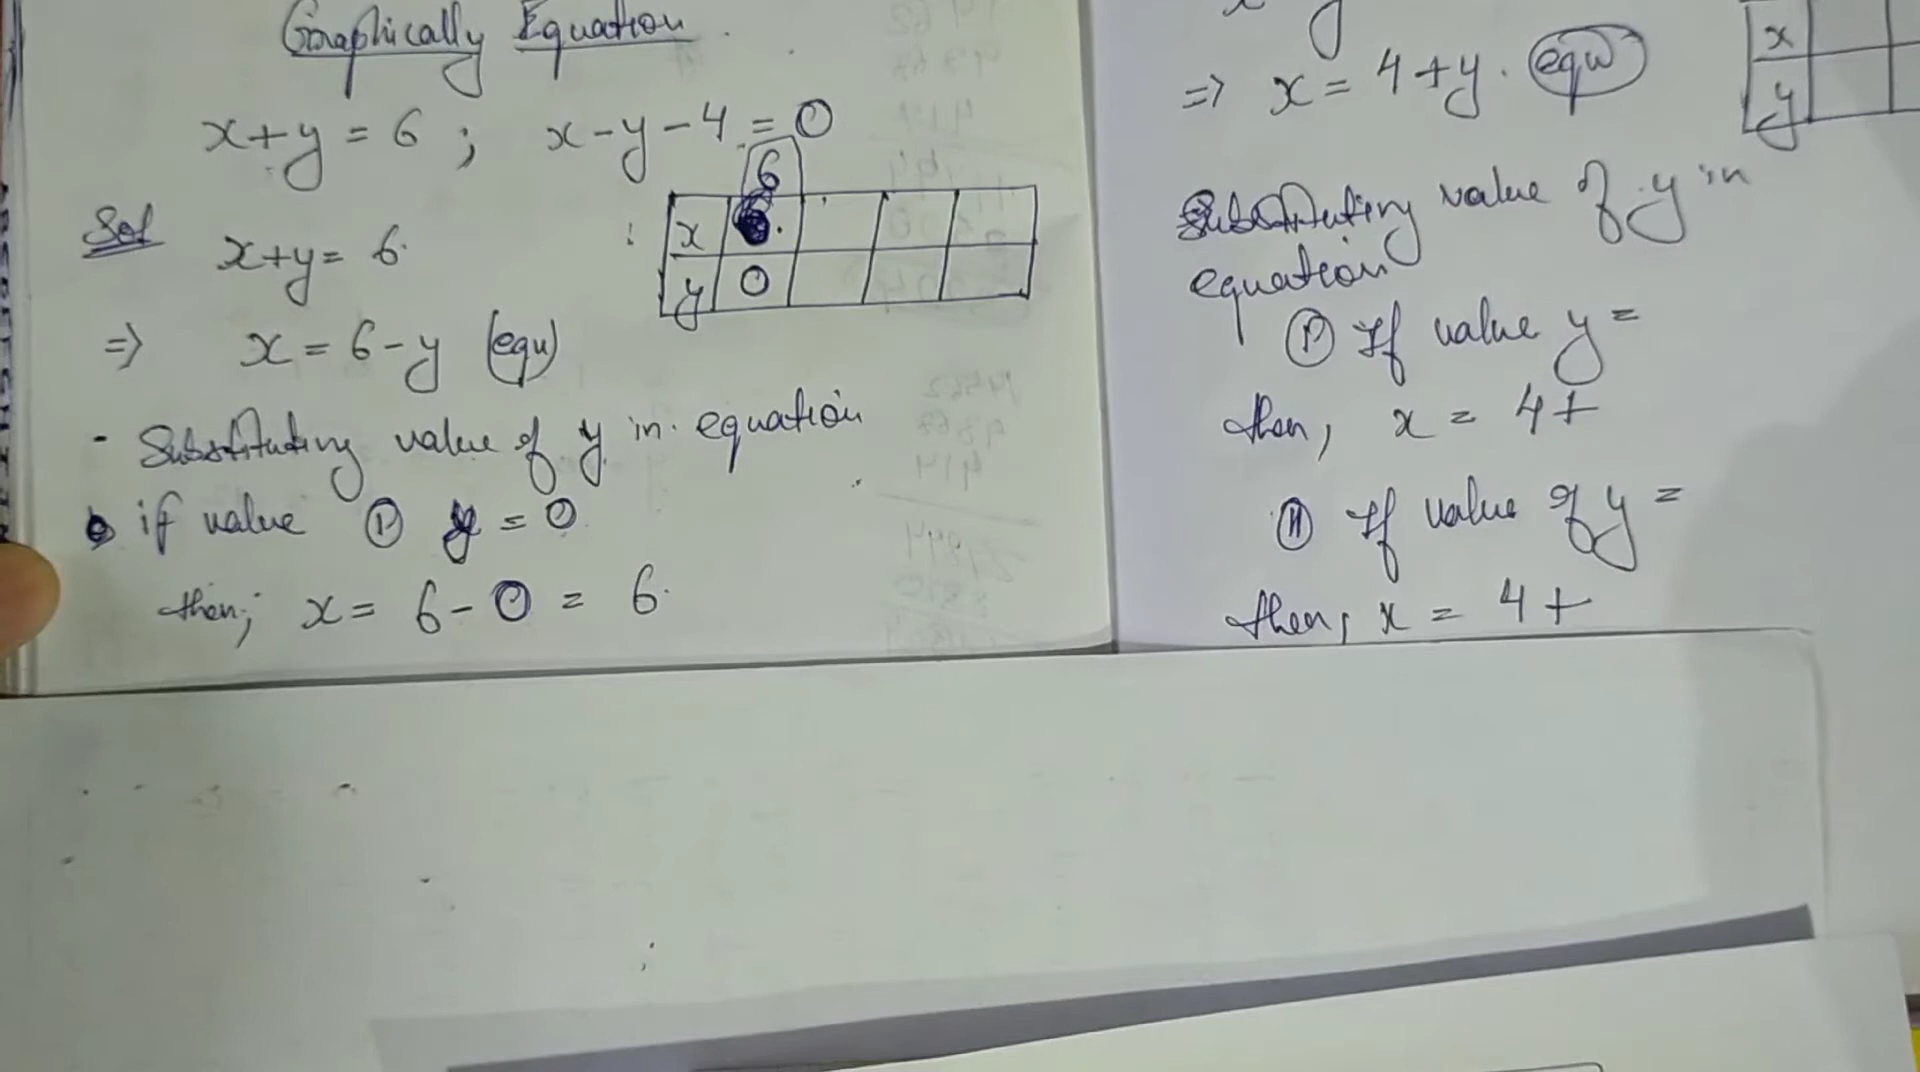 Graphically Equation
x+y = 6 ; x-y-4 = 0
6
Sol x+y = 6
x
y 0
=> x = 6-y (equ)
- Substituting value of y in equation
if value (i) y = 0
then; x = 6-0 = 6
=> x = 4+y. equ
x
y
Substituting value of y in
equation
(i) If value y =
then, x = 4+
(ii) If value of y =
then, x = 4+